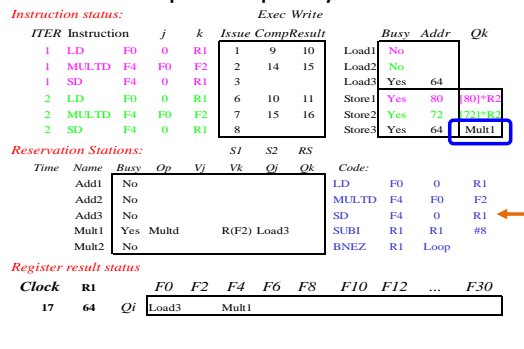 Instruction status: Exec Write
ITER Instruction j k Issue CompResult Busy Addr Qk
1 LD F0 0 R1 1 9 10 Load1 No
1 MULTD F4 F0 F2 2 14 15 Load2 No
1 SD F4 0 R1 3 Load3 Yes 64
2 LD F0 0 R1 6 10 11 Store1 Yes 80 [80]*R2
2 MULTD F4 F0 F2 7 15 16 Store2 Yes 72 [72]*R2
2 SD F4 0 R1 8 Store3 Yes 64 Mult1
Reservation Stations: S1 S2 RS
Time Name Busy Op Vj Vk Qj Qk Code:
Add1 No LD F0 0 R1
Add2 No MULTD F4 F0 F2
Add3 No SD F4 0 R1
Mult1 Yes Multd R(F2) Load3 SUBI R1 R1 #8
Mult2 No BNEZ R1 Loop
Register result status
Clock R1 F0 F2 F4 F6 F8 F10 F12 ... F30
17 64 Qi Load3 Mult1